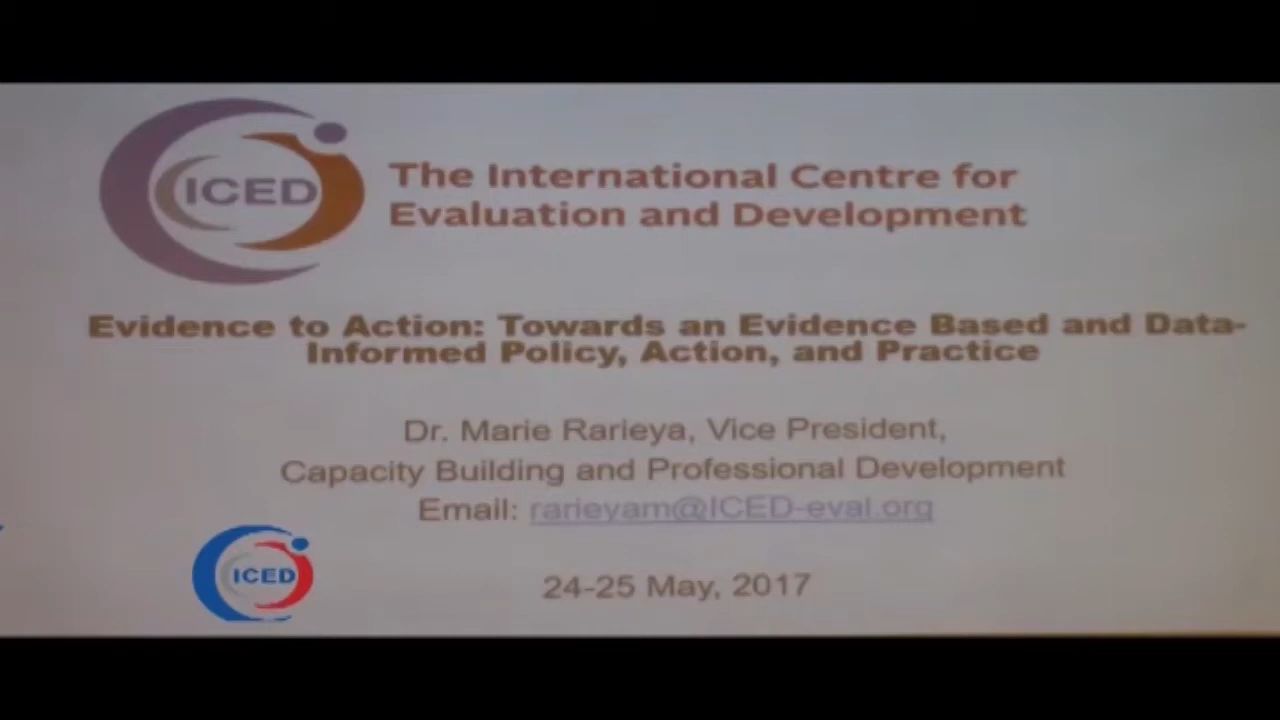 ICED
The International Centre for
Evaluation and Development
Evidence to Action: Towards an Evidence Based and Data-
Informed Policy, Action, and Practice
Dr. Marie Rarieya, Vice President,
Capacity Building and Professional Development
Email: rarieyam@ICED-eval.org
ICED
24-25 May, 2017